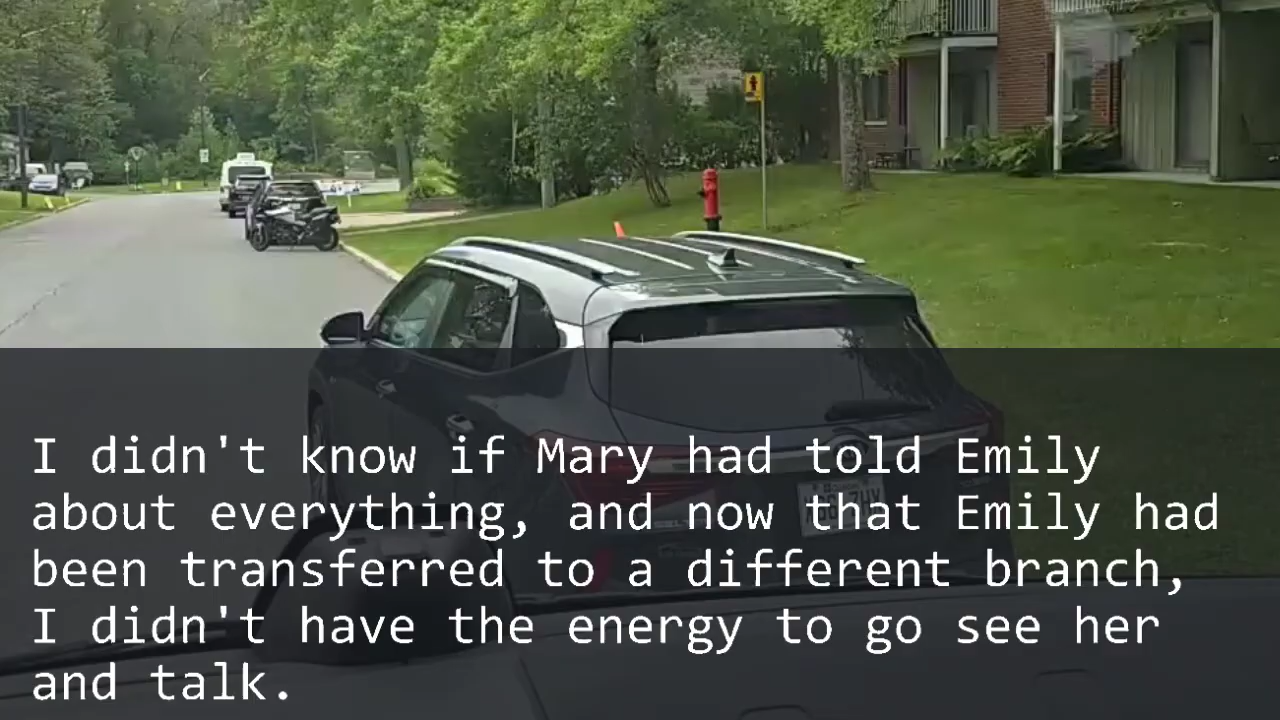 I didn't know if Mary had told Emily
about everything, and now that Emily had
been transferred to a different branch,
I didn't have the energy to go see her
and talk.